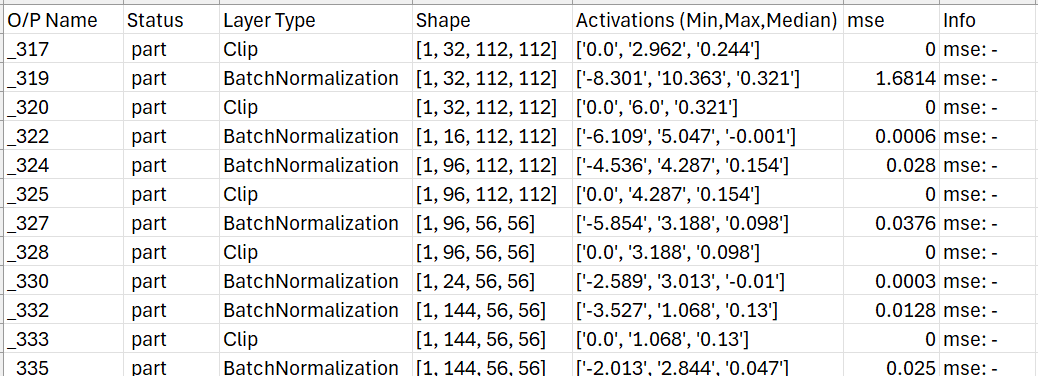 O/P Name Status Layer Type Shape Activations (Min,Max,Median) mse Info
_317 part Clip [1, 32, 112, 112] ['0.0', '2.962', '0.244'] 0 mse: -
_319 part BatchNormalization [1, 32, 112, 112] ['-8.301', '10.363', '0.321'] 1.6814 mse: -
_320 part Clip [1, 32, 112, 112] ['0.0', '6.0', '0.321'] 0 mse: -
_322 part BatchNormalization [1, 16, 112, 112] ['-6.109', '5.047', '-0.001'] 0.0006 mse: -
_324 part BatchNormalization [1, 96, 112, 112] ['-4.536', '4.287', '0.154'] 0.028 mse: -
_325 part Clip [1, 96, 112, 112] ['0.0', '4.287', '0.154'] 0 mse: -
_327 part BatchNormalization [1, 96, 56, 56] ['-5.854', '3.188', '0.098'] 0.0376 mse: -
_328 part Clip [1, 96, 56, 56] ['0.0', '3.188', '0.098'] 0 mse: -
_330 part BatchNormalization [1, 24, 56, 56] ['-2.589', '3.013', '-0.01'] 0.0003 mse: -
_332 part BatchNormalization [1, 144, 56, 56] ['-3.527', '1.068', '0.13'] 0.0128 mse: -
_333 part Clip [1, 144, 56, 56] ['0.0', '1.068', '0.13'] 0 mse: -
_335 part BatchNormalization [1, 144, 56, 56] ['-2.013', '2.844', '0.047'] 0.025 mse: -